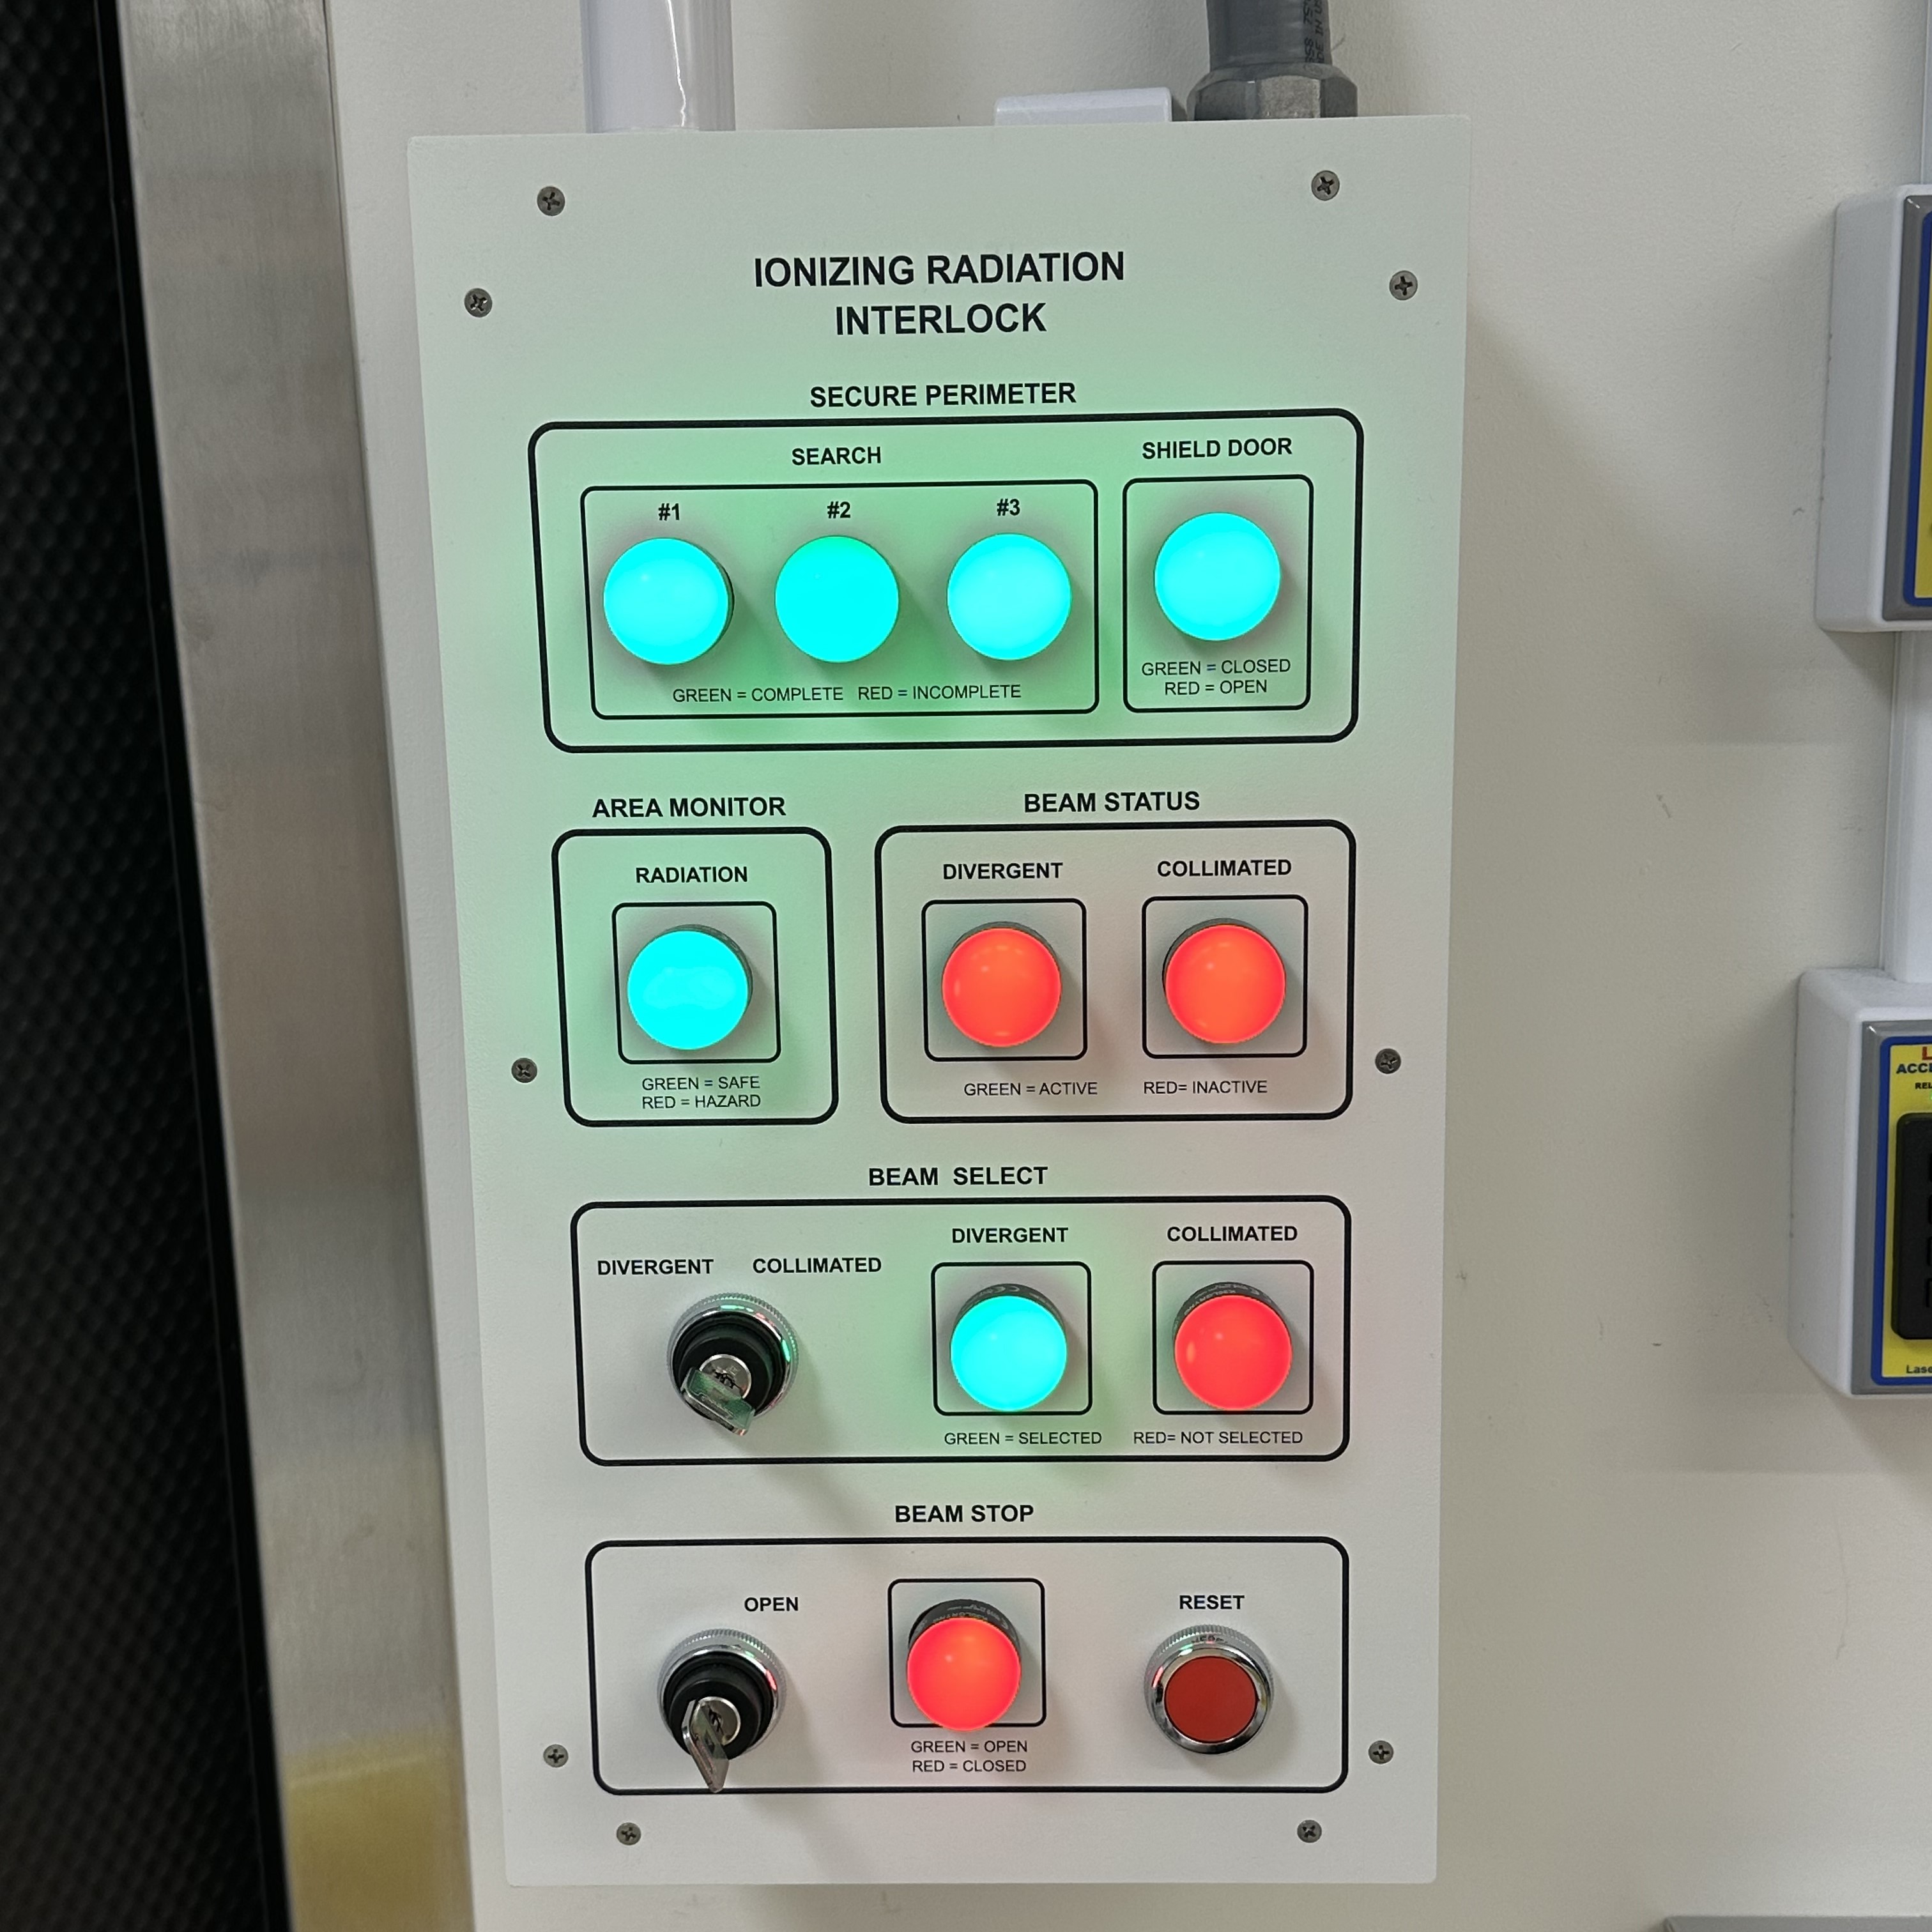 IONIZING RADIATION
INTERLOCK
SECURE PERIMETER
SEARCH
SHIELD DOOR
#1 #2 #3
GREEN = COMPLETE RED = INCOMPLETE
GREEN = CLOSED
RED = OPEN
AREA MONITOR
BEAM STATUS
RADIATION
DIVERGENT COLLIMATED
GREEN = SAFE
RED = HAZARD
GREEN = ACTIVE RED= INACTIVE
BEAM SELECT
DIVERGENT COLLIMATED
DIVERGENT COLLIMATED
GREEN = SELECTED RED= NOT SELECTED
BEAM STOP
OPEN
RESET
GREEN = OPEN
RED = CLOSED